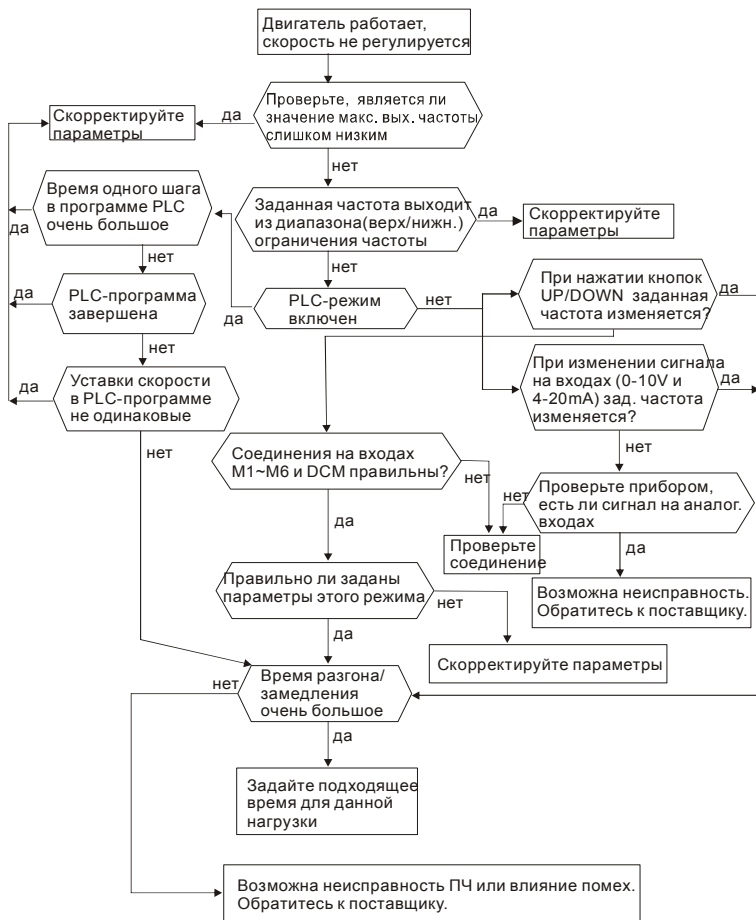 Двигатель работает,
скорость не регулируется
Проверьте, является ли
значение макс. вых. частоты
слишком низким
да
Скорректируйте
параметры
нет
Время одного шага
в программе PLC
очень большое
да
нет
Заданная частота выходит
из диапазона(верх/нижн.)
ограничения частоты
да
Скорректируйте
параметры
нет
PLC-программа
завершена
да
нет
PLC-режим
включен
да
нет
При нажатии кнопок
UP/DOWN заданная
частота изменяется?
да
Уставки скорости
в PLC-программе
не одинаковые
да
нет
При изменении сигнала
на входах (0-10V и
4-20mA) зад. частота
изменяется?
да
нет
Соединения на входах
M1~M6 и DCM правильны?
нет
да
Проверьте прибором,
есть ли сигнал на аналог.
входах
нет
да
Проверьте
соединение
Возможна неисправность.
Обратитесь к поставщику.
Правильно ли заданы
параметры этого режима
нет
да
Скорректируйте параметры
Время разгона/
замедления
очень большое
нет
да
Задайте подходящее
время для данной
нагрузки
Возможна неисправность ПЧ или влияние помех.
Обратитесь к поставщику.